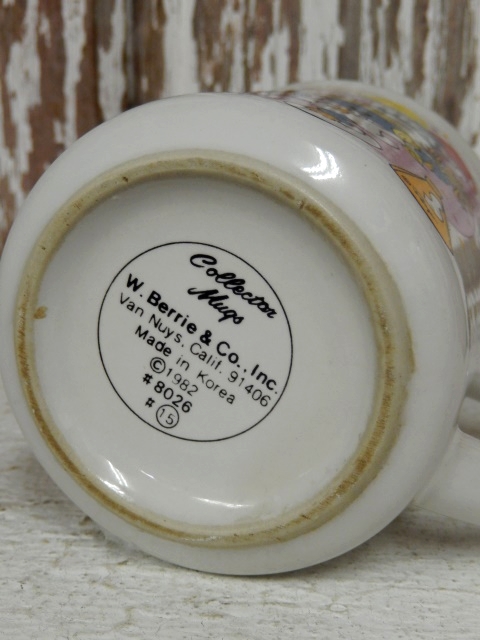 Collector
Mugs
W. Berrie & Co., Inc.
Van Nuys, Calif. 91406
Made in Korea
©1982
# 8026
# 15